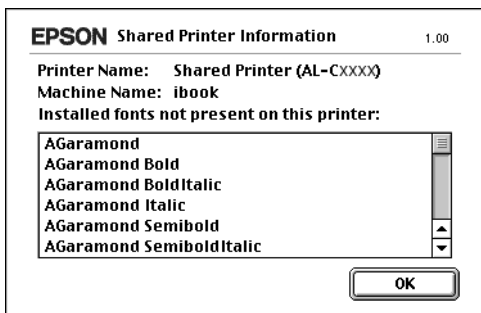 EPSON Shared Printer Information 1.00
Printer Name: Shared Printer (AL-CXXXX)
Machine Name: ibook
Installed fonts not present on this printer:
AGaramond
AGaramond Bold
AGaramond BoldItalic
AGaramond Italic
AGaramond Semibold
AGaramond SemiboldItalic
OK